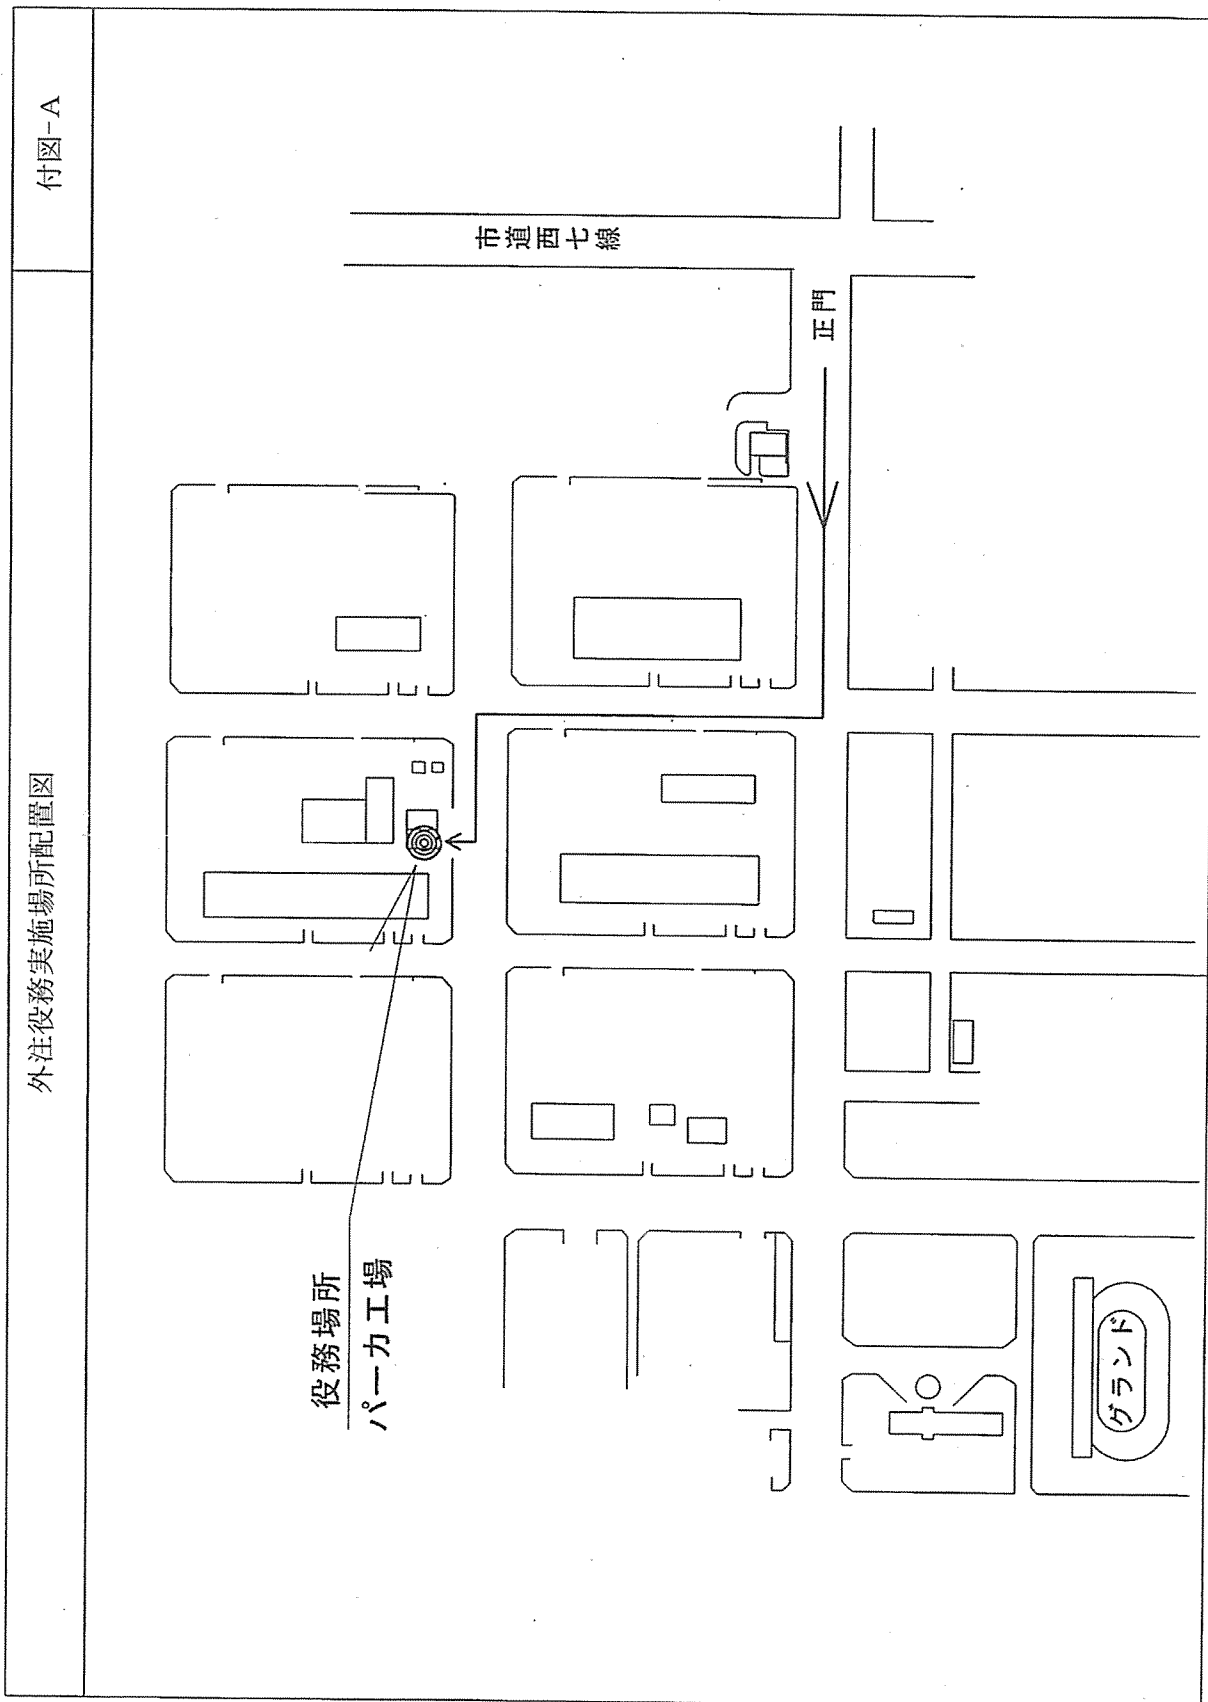 外注役務実施場所配置図
付図-A
市道西七線
正門
役務場所
パーカ工場
グランド